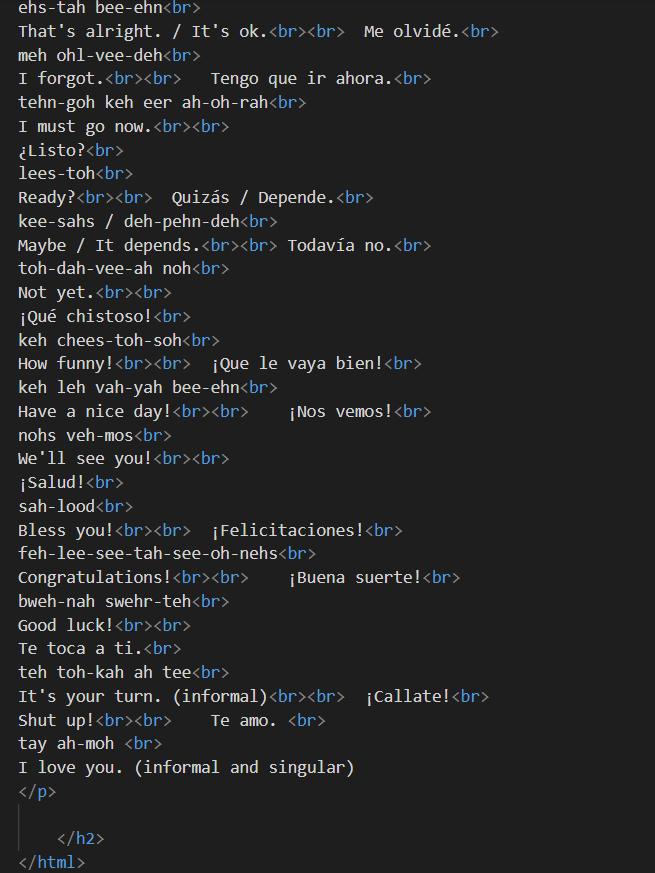 ehs-tah bee-ehn<br>
That's alright. / It's ok.<br><br>  Me olvidé.<br>
meh ohl-vee-deh<br>
I forgot.<br><br>   Tengo que ir ahora.<br>
tehn-goh keh eer ah-oh-rah<br>
I must go now.<br><br>
¿Listo?<br>
lees-toh<br>
Ready?<br><br>  Quizás / Depende.<br>
kee-sahs / deh-pehn-deh<br>
Maybe / It depends.<br><br> Todavía no.<br>
toh-dah-vee-ah noh<br>
Not yet.<br><br>
¡Qué chistoso!<br>
keh chees-toh-soh<br>
How funny!<br><br>  ¡Que le vaya bien!<br>
keh leh vah-yah bee-ehn<br>
Have a nice day!<br><br>    ¡Nos vemos!<br>
nohs veh-mos<br>
We'll see you!<br><br>
¡Salud!<br>
sah-lood<br>
Bless you!<br><br>  ¡Felicitaciones!<br>
feh-lee-see-tah-see-oh-nehs<br>
Congratulations!<br><br>    ¡Buena suerte!<br>
bweh-nah swehr-teh<br>
Good luck!<br><br>
Te toca a ti.<br>
teh toh-kah ah tee<br>
It's your turn. (informal)<br><br>  ¡Callate!<br>
Shut up!<br><br>    Te amo. <br>
tay ah-moh <br>
I love you. (informal and singular)
</p>
</h2>
</html>